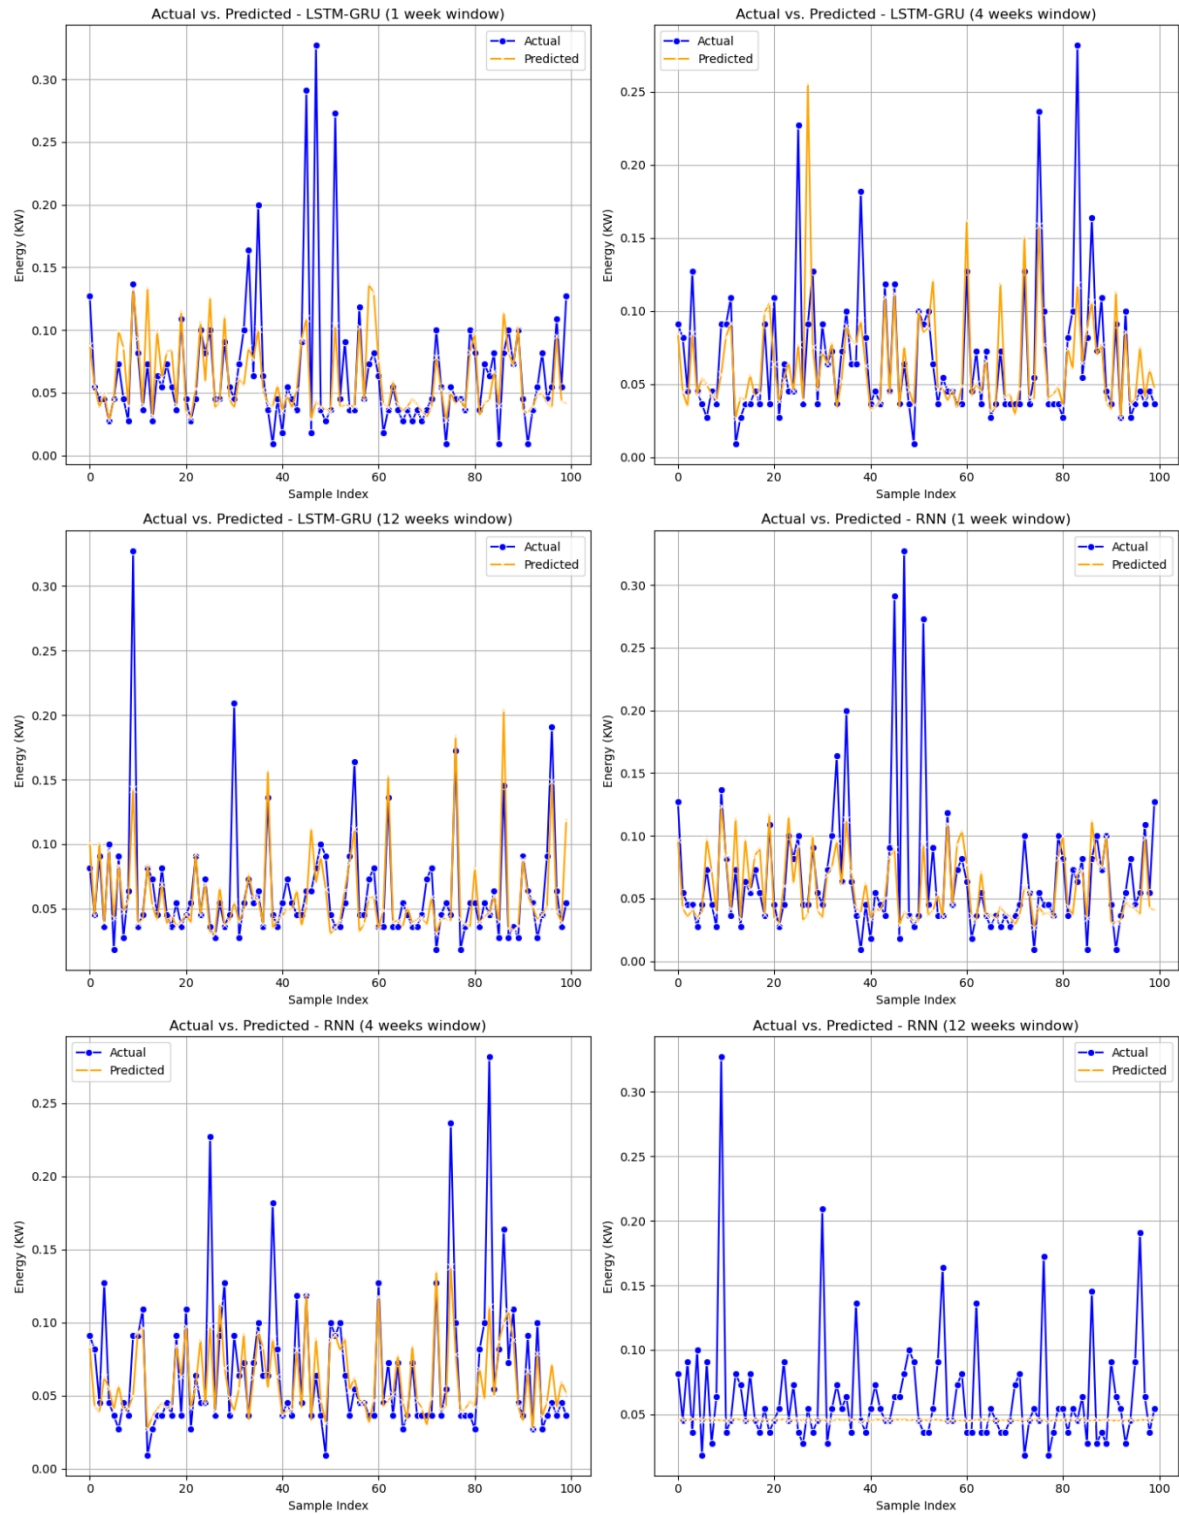 Actual vs. Predicted - LSTM-GRU (1 week window)
Energy (KW)
0.30
0.25
0.20
0.15
0.10
0.05
0.00
Actual
Predicted
0
20
40
60
80
100
Sample Index
Actual vs. Predicted - LSTM-GRU (4 weeks window)
Energy (KW)
0.25
0.20
0.15
0.10
0.05
0.00
Actual
Predicted
0
20
40
60
80
100
Sample Index
Actual vs. Predicted - LSTM-GRU (12 weeks window)
Energy (KW)
0.30
0.25
0.20
0.15
0.10
0.05
Actual
Predicted
0
20
40
60
80
100
Sample Index
Actual vs. Predicted - RNN (1 week window)
Energy (KW)
0.30
0.25
0.20
0.15
0.10
0.05
0.00
Actual
Predicted
0
20
40
60
80
100
Sample Index
Actual vs. Predicted - RNN (4 weeks window)
Energy (KW)
0.25
0.20
0.15
0.10
0.05
0.00
Actual
Predicted
0
20
40
60
80
100
Sample Index
Actual vs. Predicted - RNN (12 weeks window)
Energy (KW)
0.30
0.25
0.20
0.15
0.10
0.05
Actual
Predicted
0
20
40
60
80
100
Sample Index